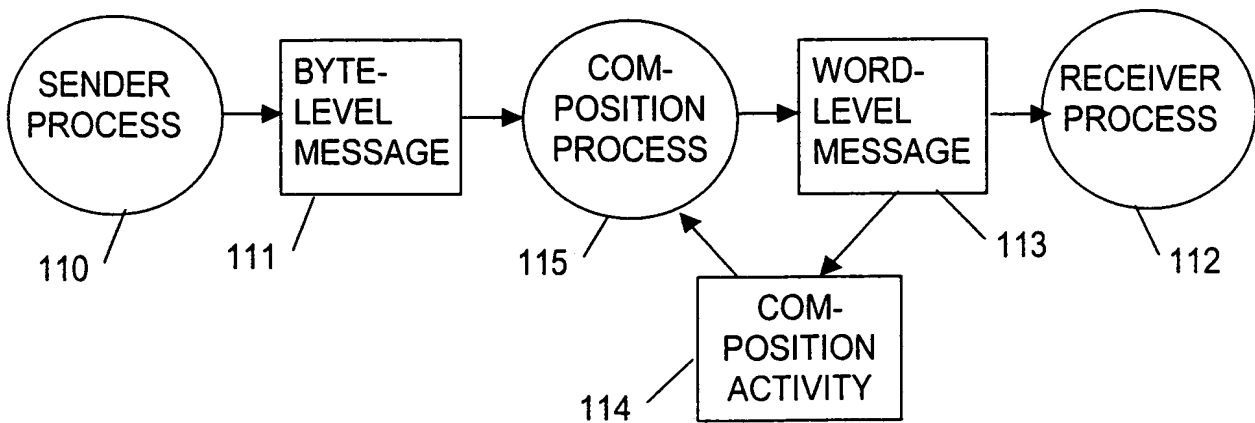 SENDER
PROCESS
BYTE-
LEVEL
MESSAGE
COM-
POSITION
PROCESS
WORD-
LEVEL
MESSAGE
RECEIVER
PROCESS
110
111
115
113
112
COM-
POSITION
ACTIVITY
114